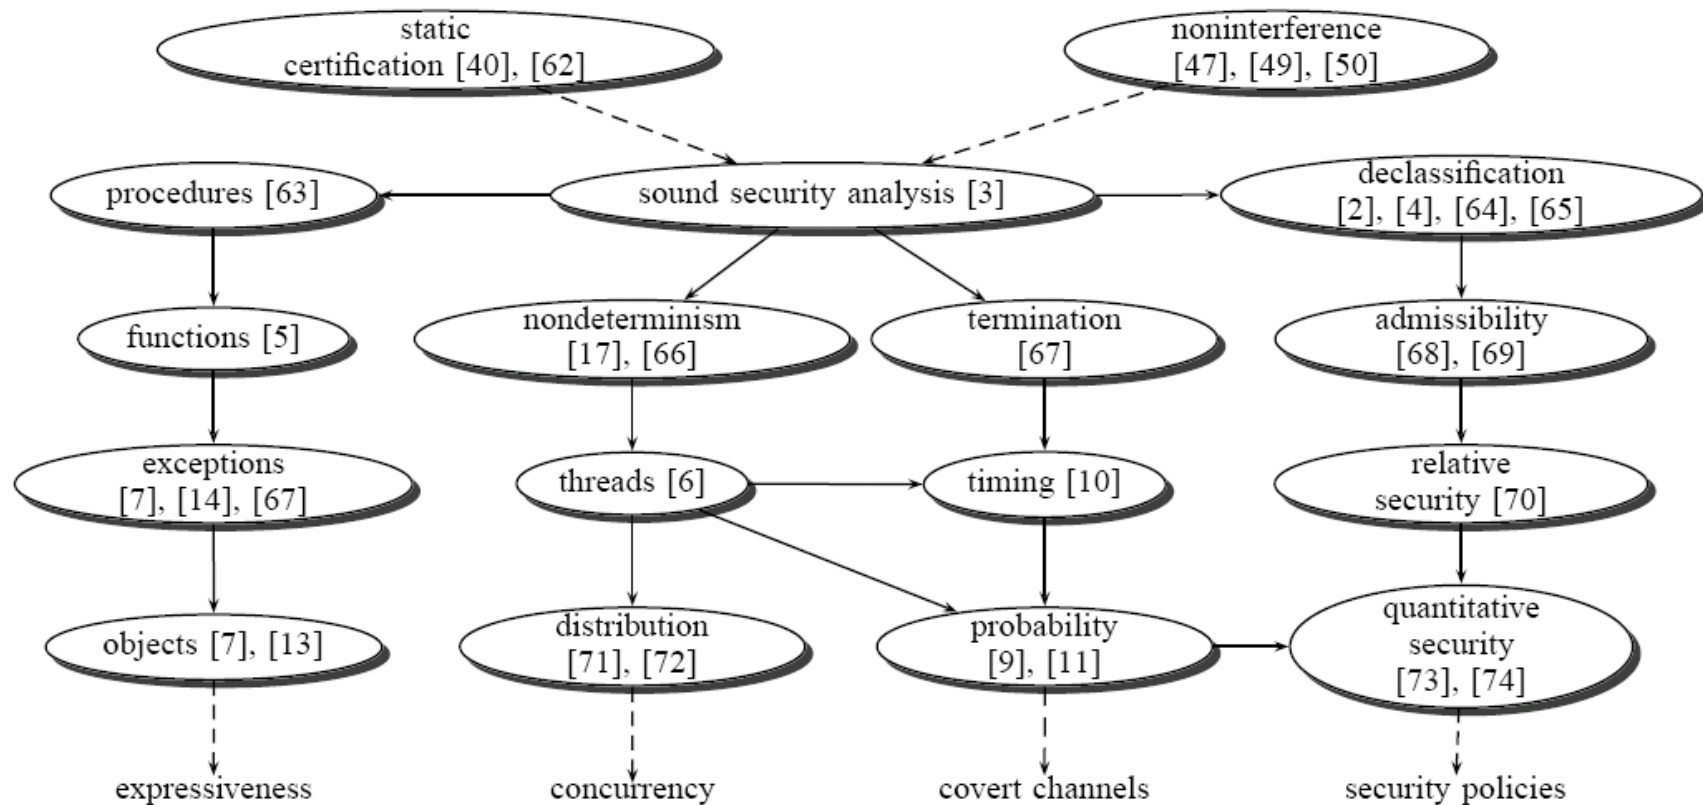 static
certification [40], [62]
noninterference
[47], [49], [50]
procedures [63]
sound security analysis [3]
declassification
[2], [4], [64], [65]
functions [5]
nondeterminism
[17], [66]
termination
[67]
admissibility
[68], [69]
exceptions
[7], [14], [67]
threads [6]
timing [10]
relative
security [70]
objects [7], [13]
distribution
[71], [72]
probability
[9], [11]
quantitative
security
[73], [74]
expressiveness
concurrency
covert channels
security policies